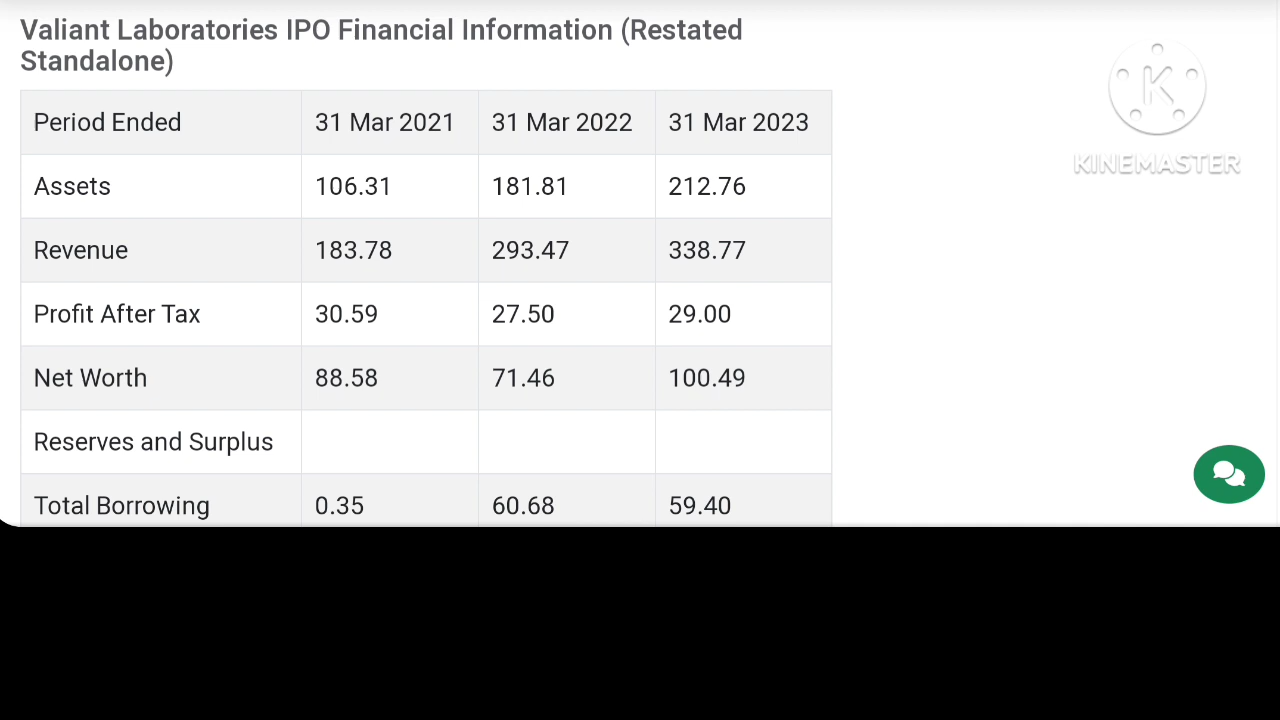 Valiant Laboratories IPO Financial Information (Restated
Standalone)
Period Ended 31 Mar 2021 31 Mar 2022 31 Mar 2023
Assets 106.31 181.81 212.76
Revenue 183.78 293.47 338.77
Profit After Tax 30.59 27.50 29.00
Net Worth 88.58 71.46 100.49
Reserves and Surplus
Total Borrowing 0.35 60.68 59.40
K
KINEMASTER